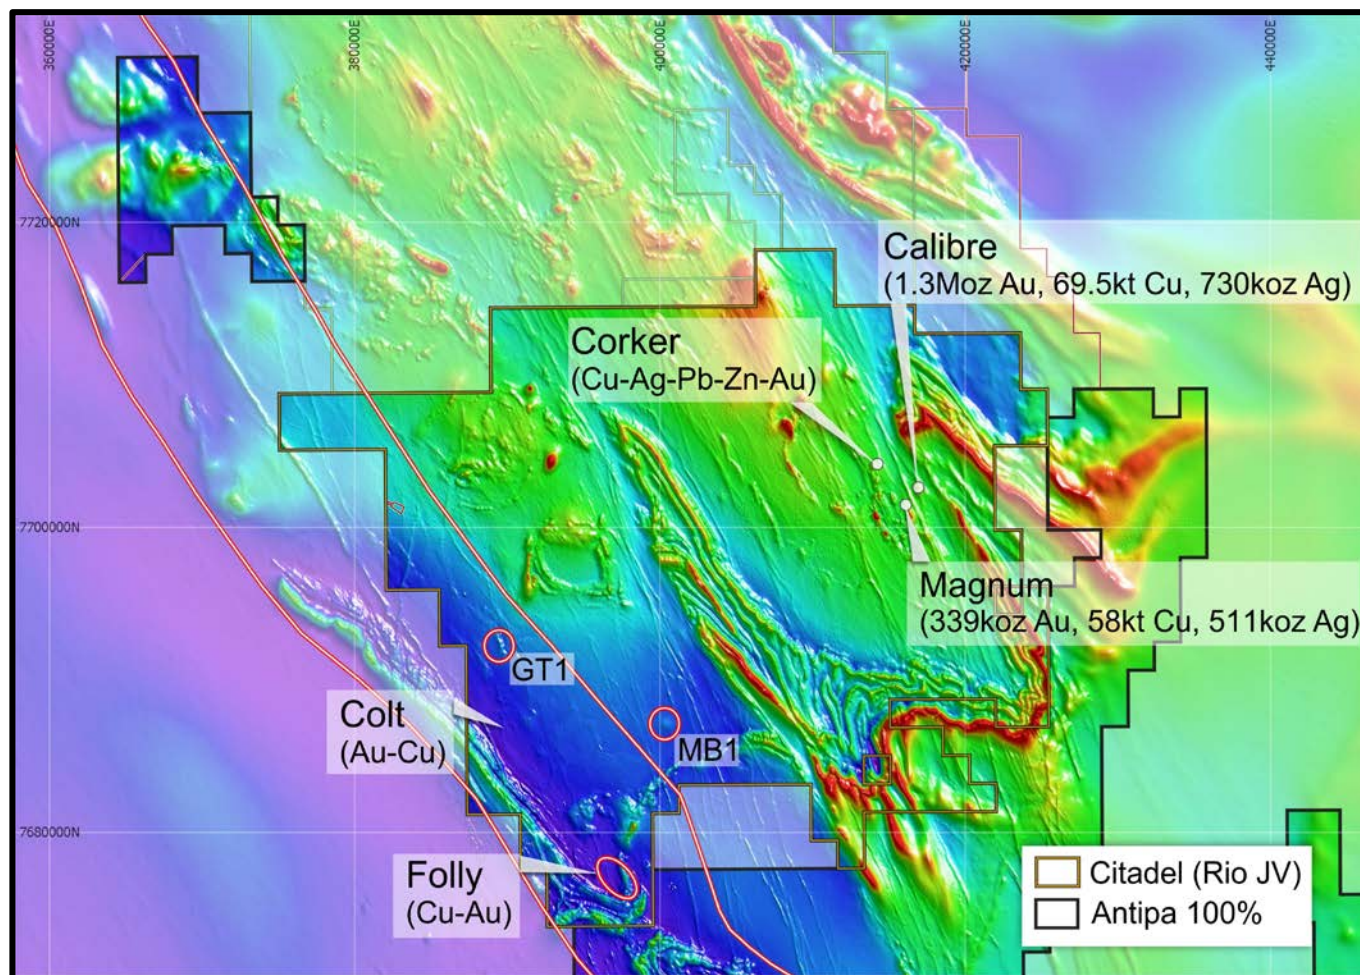 360000E
380000E
400000E
420000E
440000E
7720000N
7700000N
7680000N
Calibre
(1.3Moz Au, 69.5kt Cu, 730koz Ag)
Corker
(Cu-Ag-Pb-Zn-Au)
Magnum
(339koz Au, 58kt Cu, 511koz Ag)
GT1
Colt
(Au-Cu)
MB1
Folly
(Cu-Au)
Citadel (Rio JV)
Antipa 100%